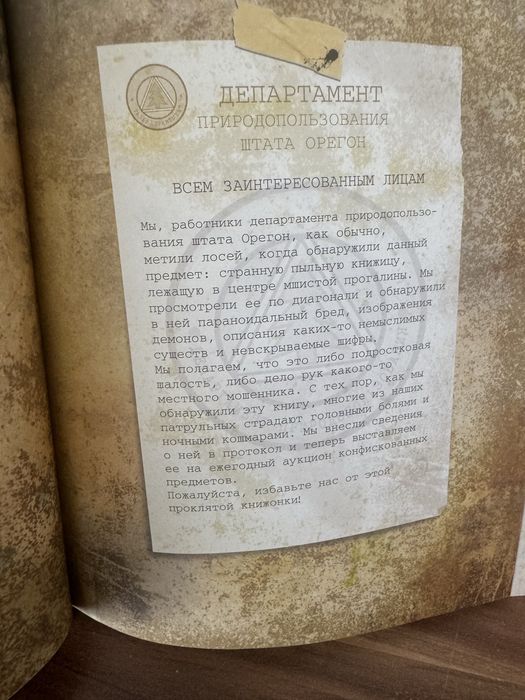 ДЕПАРТАМЕНТ
ПРИРОДОПОЛЬЗОВАНИЯ
ШТАТА ОРЕГОН
ВСЕМ ЗАИНТЕРЕСОВАННЫМ ЛИЦАМ
Мы, работники департамента природопользо-
вания штата Орегон, как обычно,
метили лосей, когда обнаружили данный
предмет: странную пыльную книжицу,
лежащую в центре мшистой прогалины. Мы
просмотрели ее по диагонали и обнаружили
в ней параноидальный бред, изображения
демонов, описания каких-то немыслимых
существ и невскрываемые шифры.
Мы полагаем, что это либо подростковая
шалость, либо дело рук какого-то
местного мошенника. С тех пор, как мы
обнаружили эту книгу, многие из наших
патрульных страдают головными болями и
ночными кошмарами. Мы внесли сведения
о ней в протокол и теперь выставляем
ее на ежегодный аукцион конфискованных
предметов.
Пожалуйста, избавьте нас от этой
проклятой книжонки!